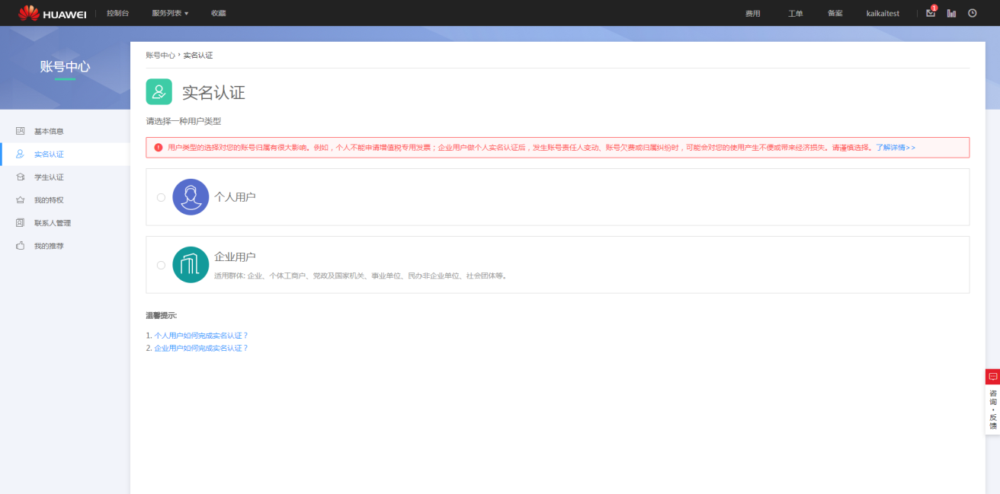 HUAWEI 控制台 服务列表 收藏 费用 工单 备案 kaikaitest 1
账号中心
账号中心 › 实名认证
实名认证
请选择一种用户类型
用户类型的选择对您的账号归属有很大影响。例如，个人不能申请增值税专用发票；企业用户做个人实名认证后，发生账号责任人变动、账号欠费或归属纠纷时，可能会对您的使用产生不便或带来经济损失。请谨慎选择。了解详情>>
基本信息
实名认证
学生认证
我的特权
联系人管理
我的推荐
个人用户
企业用户
适用群体: 企业、个体工商户、党政及国家机关、事业单位、民办非企业单位、社会团体等。
温馨提示:
1. 个人用户如何完成实名认证？
2. 企业用户如何完成实名认证？
咨询·反馈